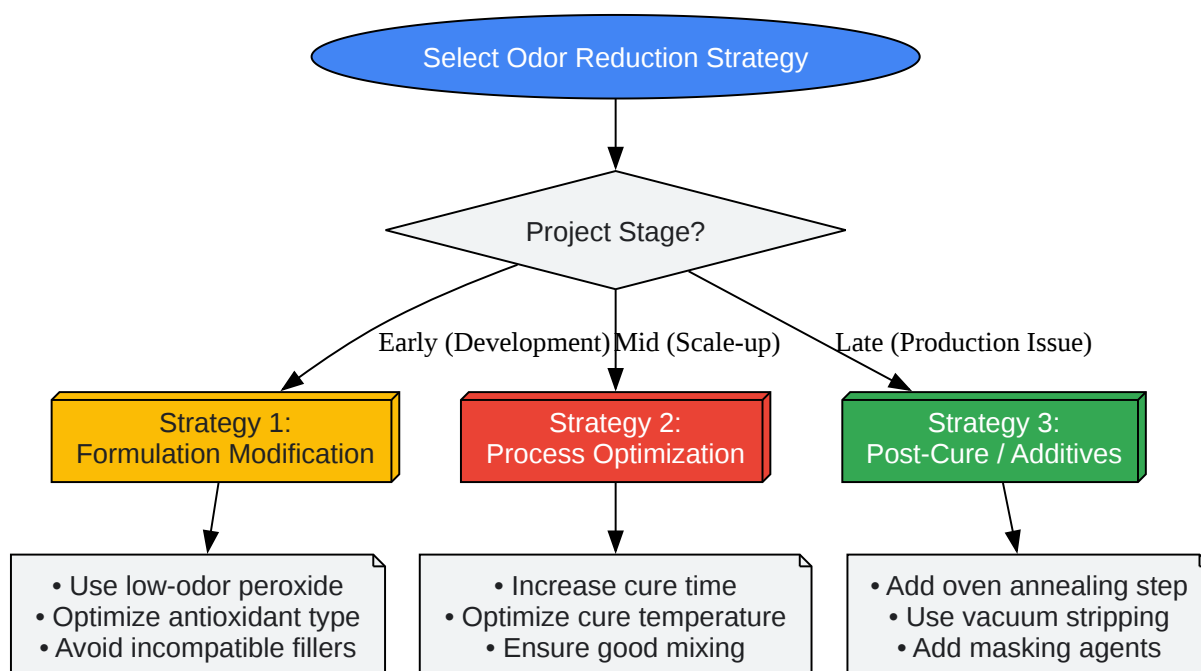 Select Odor Reduction Strategy
Project Stage?
Early (Development)
Mid (Scale-up)
Late (Production Issue)
Strategy 1:
Formulation Modification
Strategy 2:
Process Optimization
Strategy 3:
Post-Cure / Additives
• Use low-odor peroxide
• Optimize antioxidant type
• Avoid incompatible fillers
• Increase cure time
• Optimize cure temperature
• Ensure good mixing
• Add oven annealing step
• Use vacuum stripping
• Add masking agents